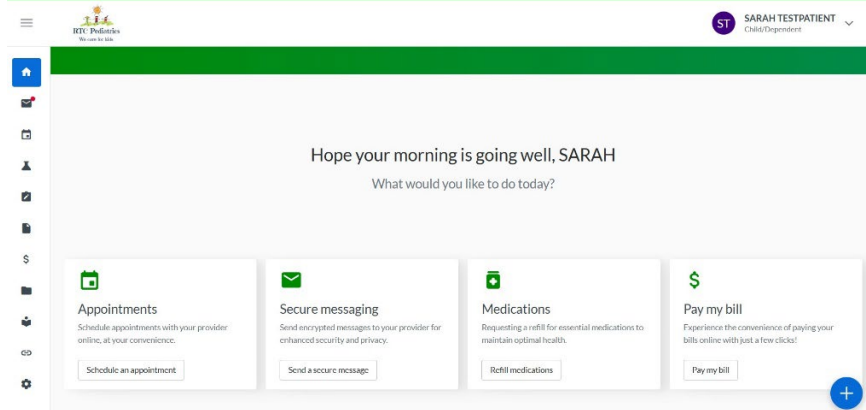 RTC Pediatrics
We care for kids
ST
SARAH TESTPATIENT
Child/Dependent
Hope your morning is going well, SARAH
What would you like to do today?
Appointments
Schedule appointments with your provider
online, at your convenience.
Schedule an appointment
Secure messaging
Send encrypted messages to your provider for
enhanced security and privacy.
Send a secure message
Medications
Requesting a refill for essential medications to
maintain optimal health.
Refill medications
Pay my bill
Experience the convenience of paying your
bills online with just a few clicks!
Pay my bill